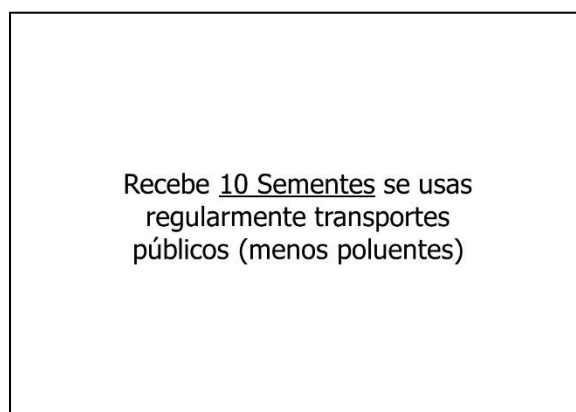 Recebe 10 Sementes se usas
regularmente transportes
públicos (menos poluentes)